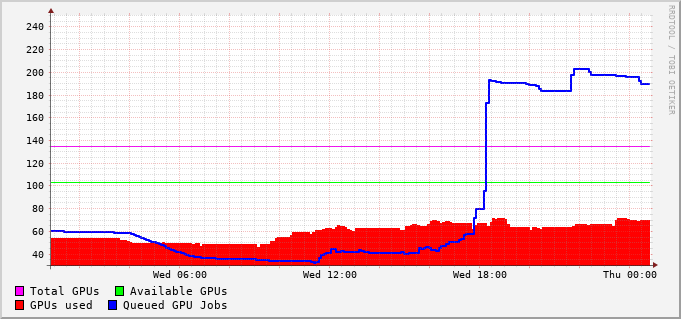 RRDTOOL / TOBI OETIKER
240
220
200
180
160
140
120
100
80
60
40
Wed 06:00 Wed 12:00 Wed 18:00 Thu 00:00
Total GPUs Available GPUs
GPUs used Queued GPU Jobs